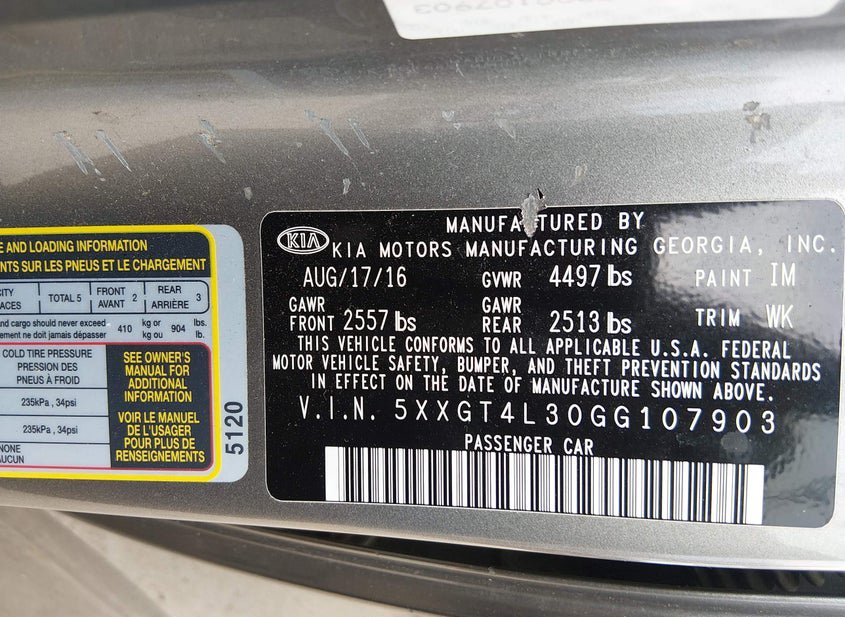 MANUFACTURED BY
KIA
KIA MOTORS MANUFACTURING GEORGIA, INC.
AUG/17/16 GVWR 4497 lbs PAINT IM
GAWR FRONT 2557 lbs GAWR REAR 2513 lbs TRIM WK
THIS VEHICLE CONFORMS TO ALL APPLICABLE U.S.A. FEDERAL
MOTOR VEHICLE SAFETY, BUMPER, AND THEFT PREVENTION STANDARDS
IN EFFECT ON THE DATE OF MANUFACTURE SHOWN ABOVE.
V.I.N. 5XXGT4L30GG107903
PASSENGER CAR
AND LOADING INFORMATION
SUR LES PNEUS ET LE CHARGEMENT
TOTAL 5 FRONT AVANT 2 REAR ARRIÈRE 3
and cargo should never exceed 410 kg or 904 lbs.
ne doit jamais dépasser kg ou lb.
COLD TIRE PRESSURE
PRESSION DES
PNEUS À FROID
235kPa , 34psi
235kPa , 34psi
NONE
SEE OWNER'S
MANUAL FOR
ADDITIONAL
INFORMATION
VOIR LE MANUEL
DE L'USAGER
POUR PLUS DE
RENSEIGNEMENTS
5120